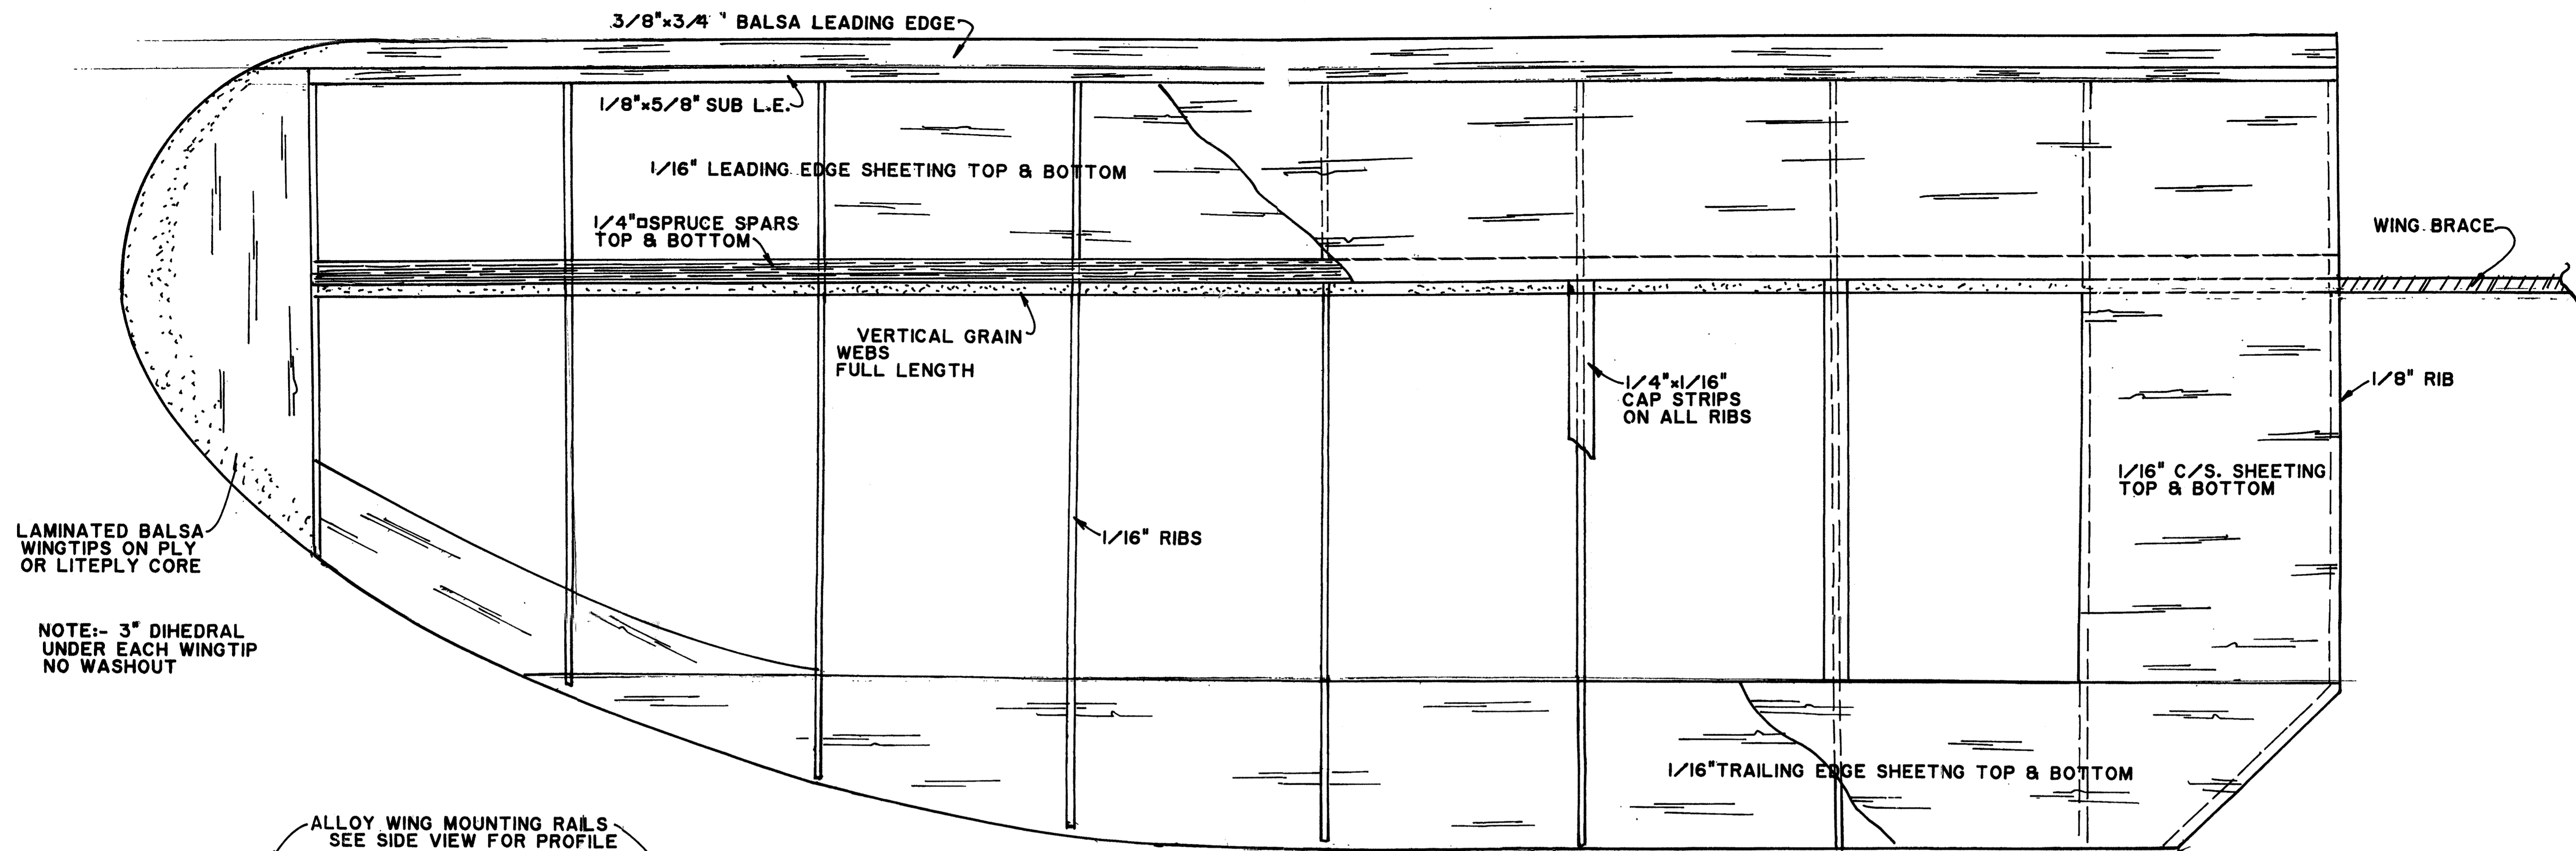 3/8"x3/4" BALSA LEADING EDGE
1/8"x5/8" SUB L.E.
1/16" LEADING EDGE SHEETING TOP & BOTTOM
1/4"□SPRUCE SPARS
TOP & BOTTOM
WING BRACE
VERTICAL GRAIN
WEBS
FULL LENGTH
1/4"x1/16"
CAP STRIPS
ON ALL RIBS
1/8" RIB
1/16" C/S. SHEETING
TOP & BOTTOM
LAMINATED BALSA
WINGTIPS ON PLY
OR LITEPLY CORE
1/16" RIBS
NOTE:- 3" DIHEDRAL
UNDER EACH WINGTIP
NO WASHOUT
1/16"TRAILING EDGE SHEETNG TOP & BOTTOM
ALLOY WING MOUNTING RAILS
SEE SIDE VIEW FOR PROFILE